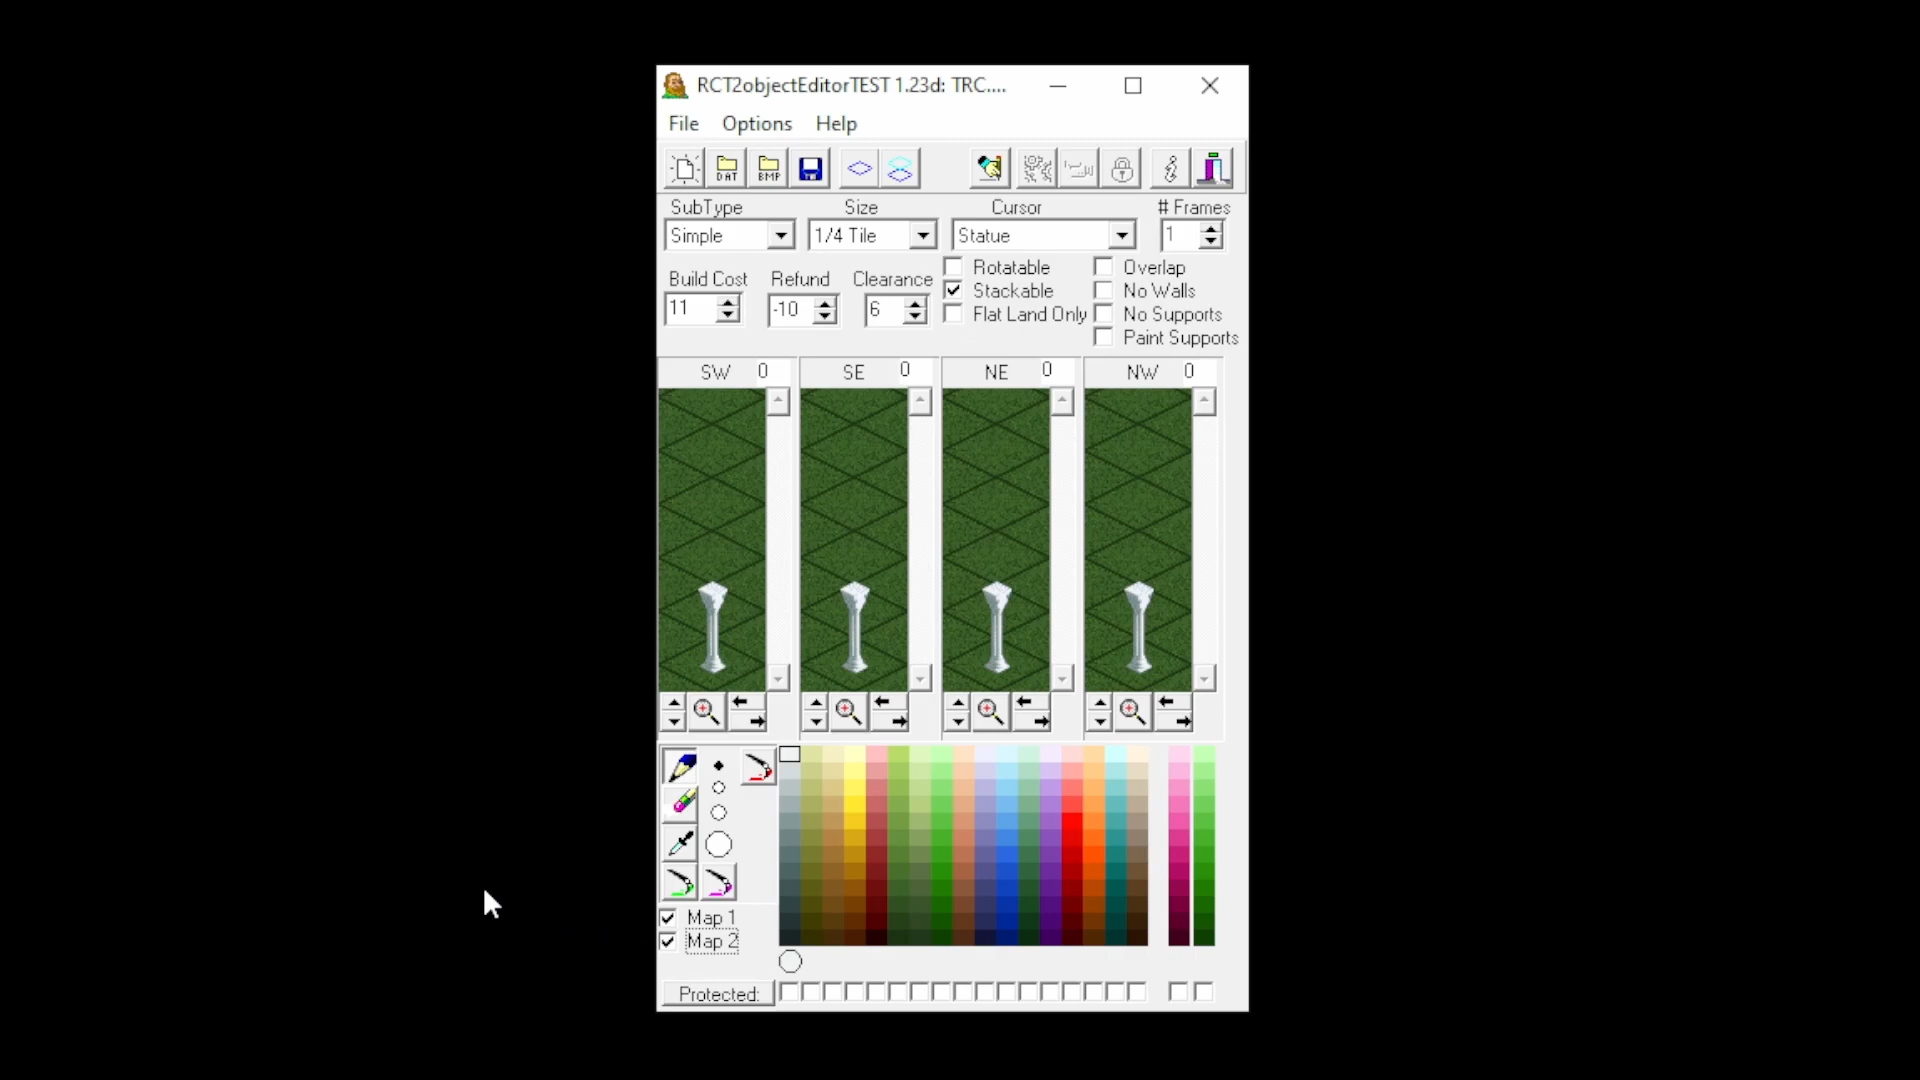 RCT2objectEditorTEST 1.23d: TRC....
File Options Help
DAT BMP
SubType Size Cursor # Frames
Simple 1/4 Tile Statue 1
Build Cost Refund Clearance
11 -10 6
Rotatable Overlap
Stackable No Walls
Flat Land Only No Supports
Paint Supports
SW 0 SE 0 NE 0 NW 0
Map 1
Map 2
Protected: